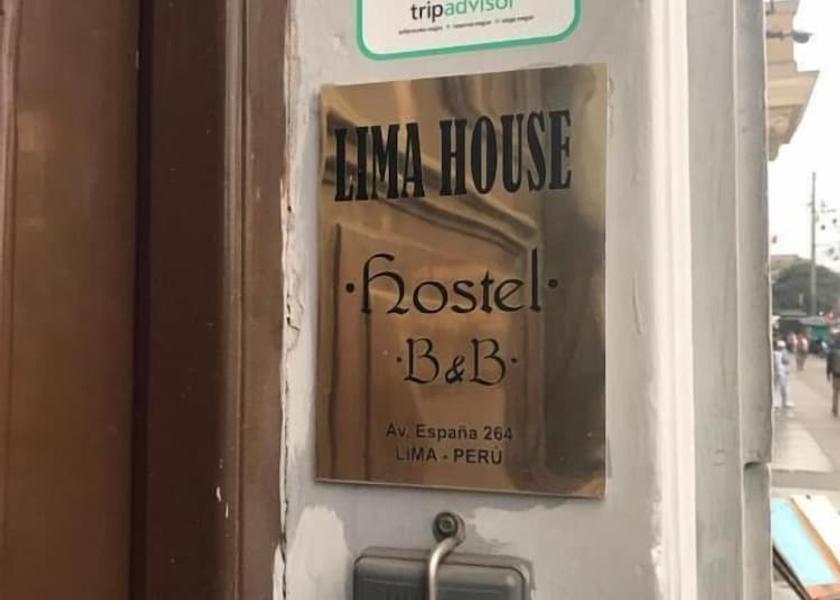 tripadvisor
LIMA HOUSE
·Hostel·
·B&B·
Av. España 264
LIMA - PERÚ